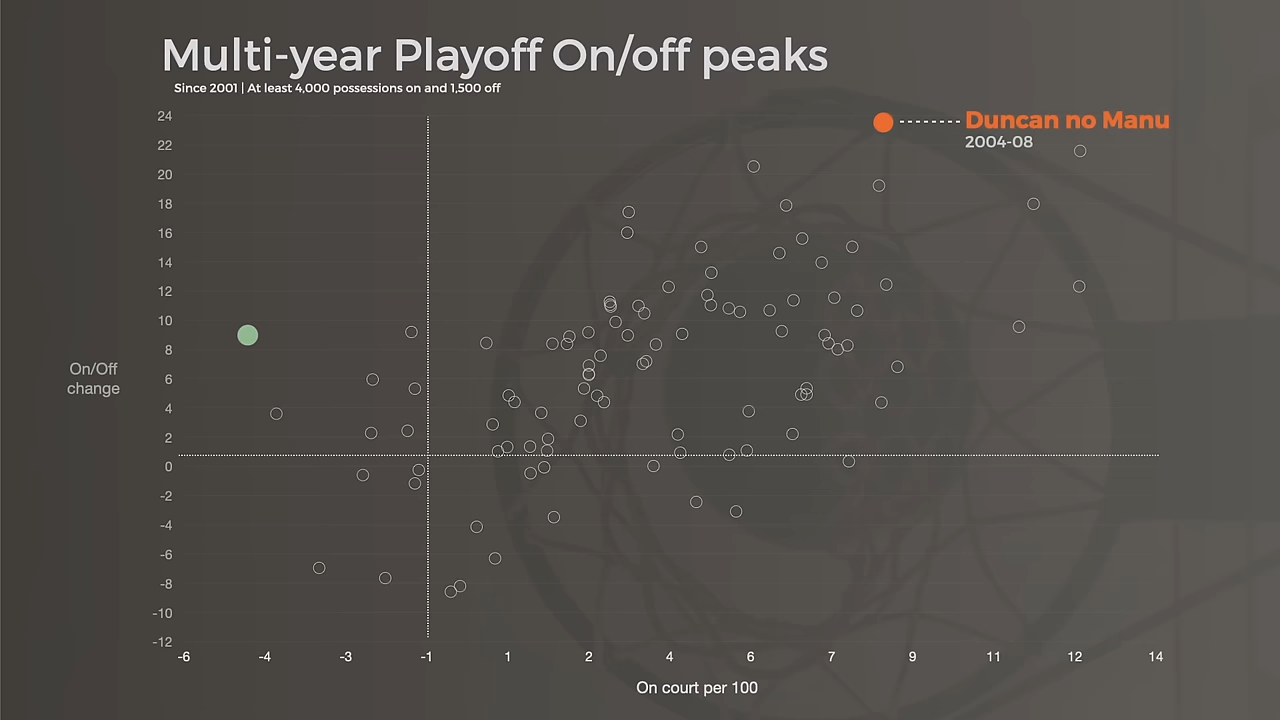 Multi-year Playoff On/off peaks
Since 2001 | At least 4,000 possessions on and 1,500 off
Duncan no Manu
2004-08
24
22
20
18
16
14
12
10
8
6
4
2
0
-2
-4
-6
-8
-10
-12
On/Off
change
-6 -4 -3 -1 1 2 4 6 7 9 11 12 14
On court per 100